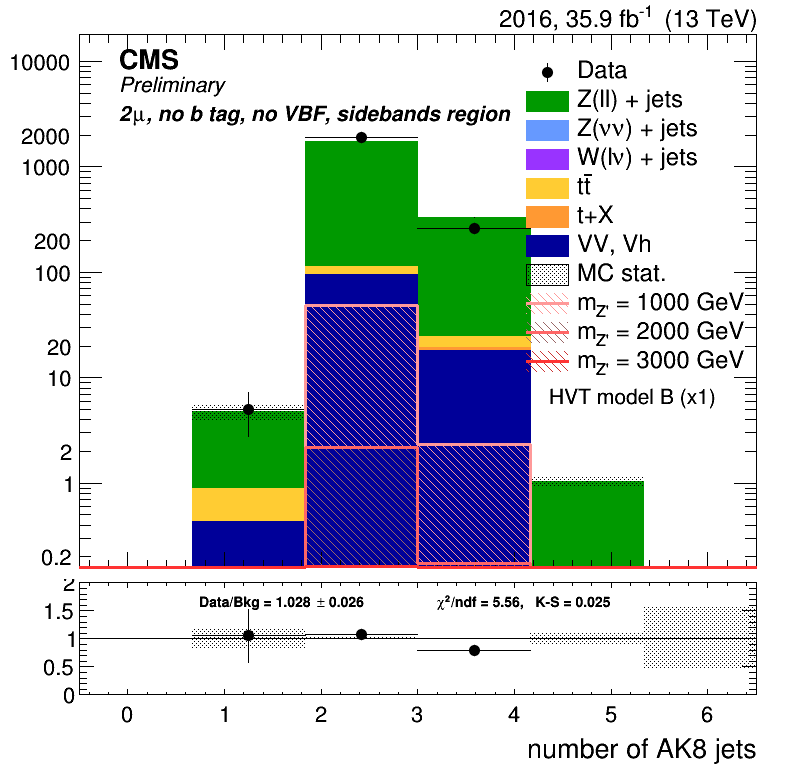 2016, 35.9 fb⁻¹ (13 TeV)
CMS
Preliminary
2μ, no b tag, no VBF, sidebands region
Data
Z(ll) + jets
Z(νν) + jets
W(lν) + jets
tt̄
t+X
VV, Vh
MC stat.
m_Z' = 1000 GeV
m_Z' = 2000 GeV
m_Z' = 3000 GeV
HVT model B (x1)
10000
2000
1000
200
100
20
10
2
1
0.2
Data/Bkg = 1.028 ± 0.026
χ²/ndf = 5.56, K-S = 0.025
2
1.5
1
0.5
0
0 1 2 3 4 5 6
number of AK8 jets